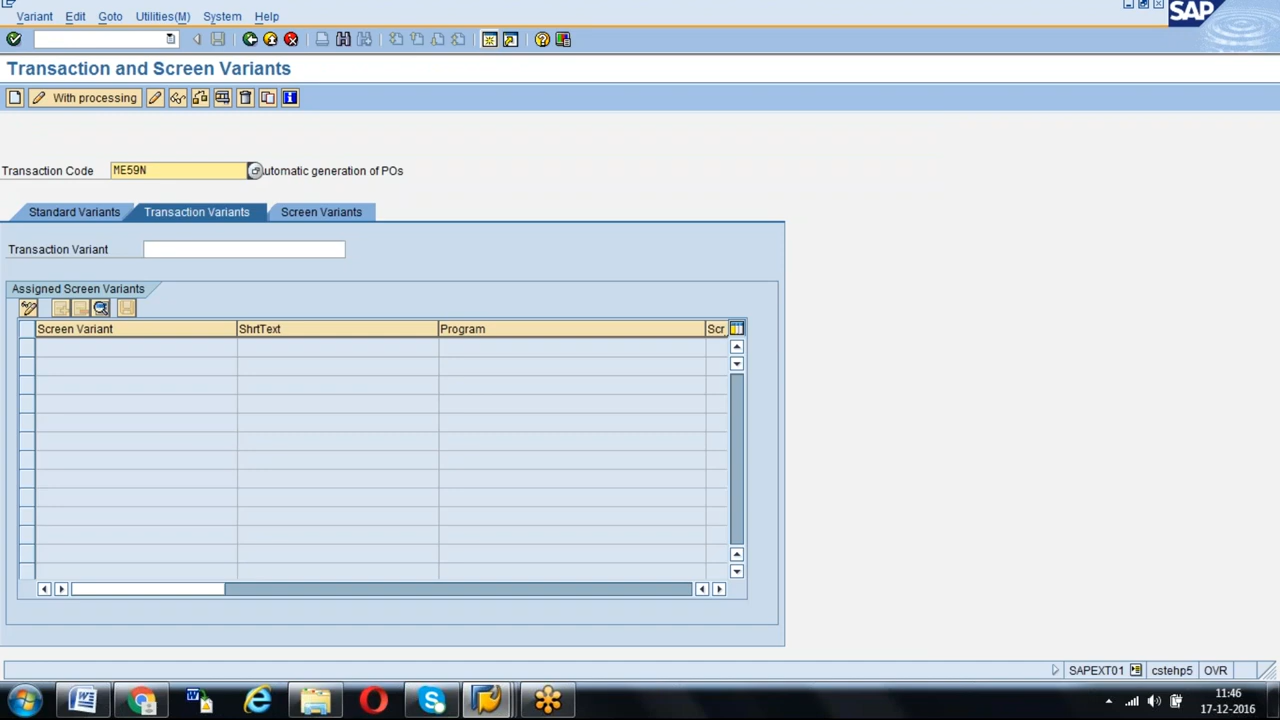 Variant Edit Goto Utilities(M) System Help
SAP
Transaction and Screen Variants
With processing
Transaction Code ME59N utomatic generation of POs
Standard Variants Transaction Variants Screen Variants
Transaction Variant
Assigned Screen Variants
Screen Variant ShrtText Program Scr
SAPEXT01 cstehp5 OVR
11:46
17-12-2016